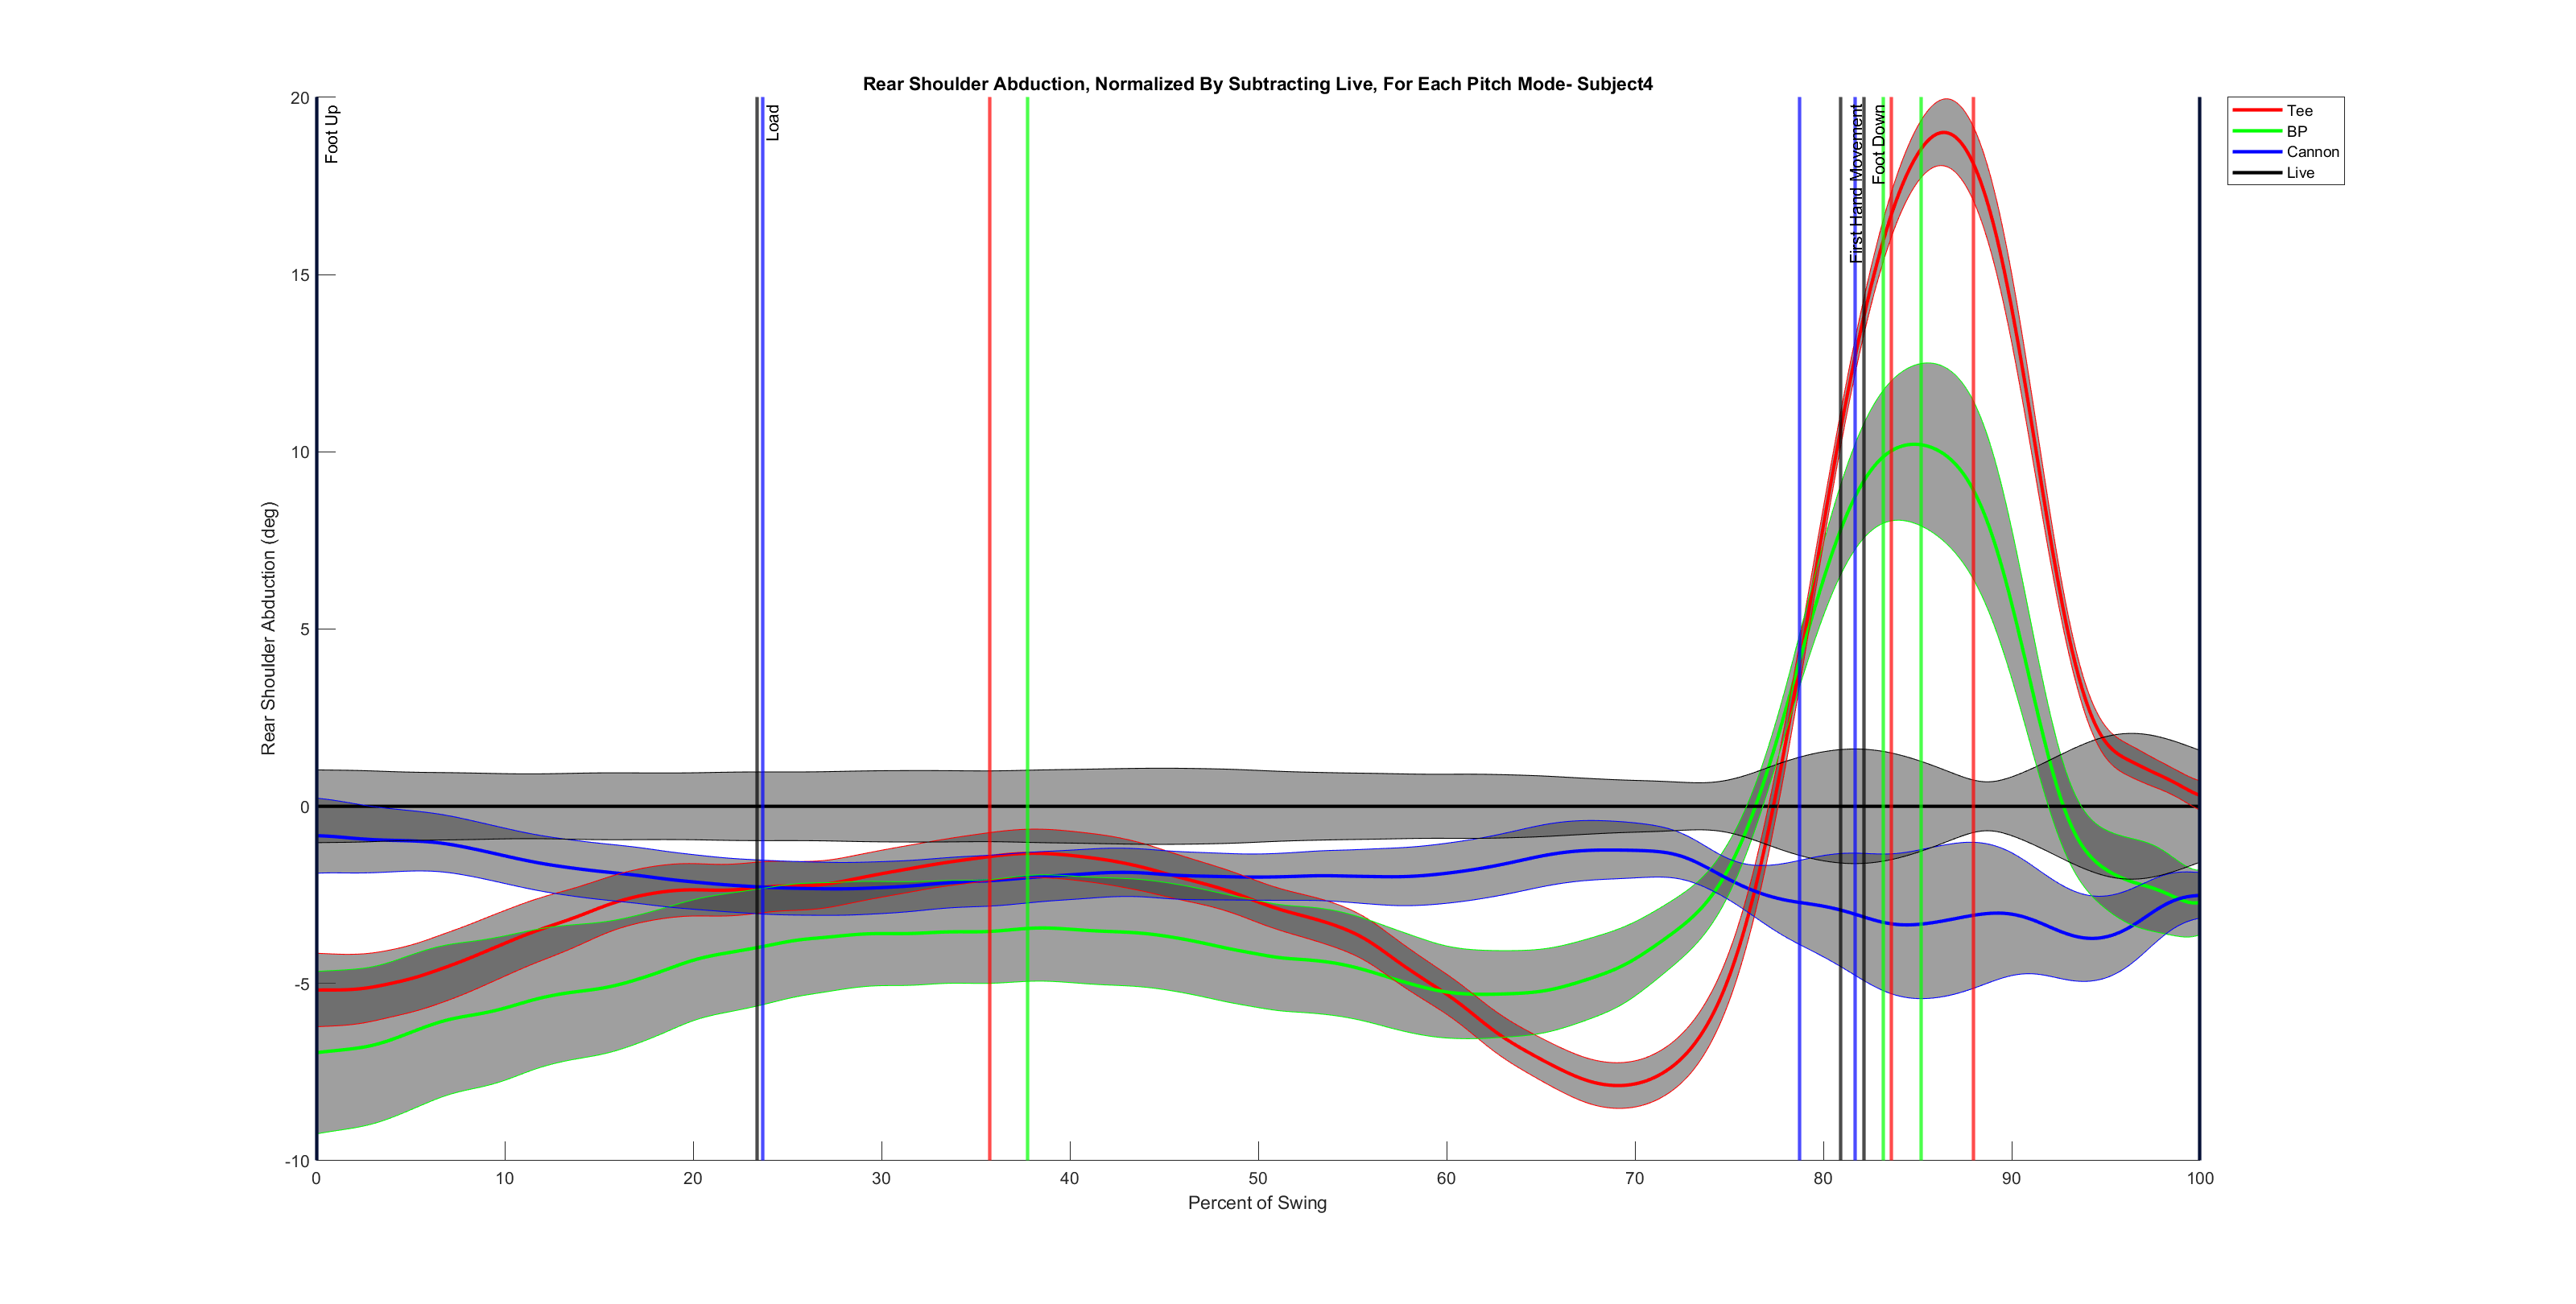 Rear Shoulder Abduction, Normalized By Subtracting Live, For Each Pitch Mode- Subject4
Foot Up
Load
First Hand Movement
Foot Down
Tee
BP
Cannon
Live
Rear Shoulder Abduction (deg)
20
15
10
5
0
-5
-10
0 10 20 30 40 50 60 70 80 90 100
Percent of Swing